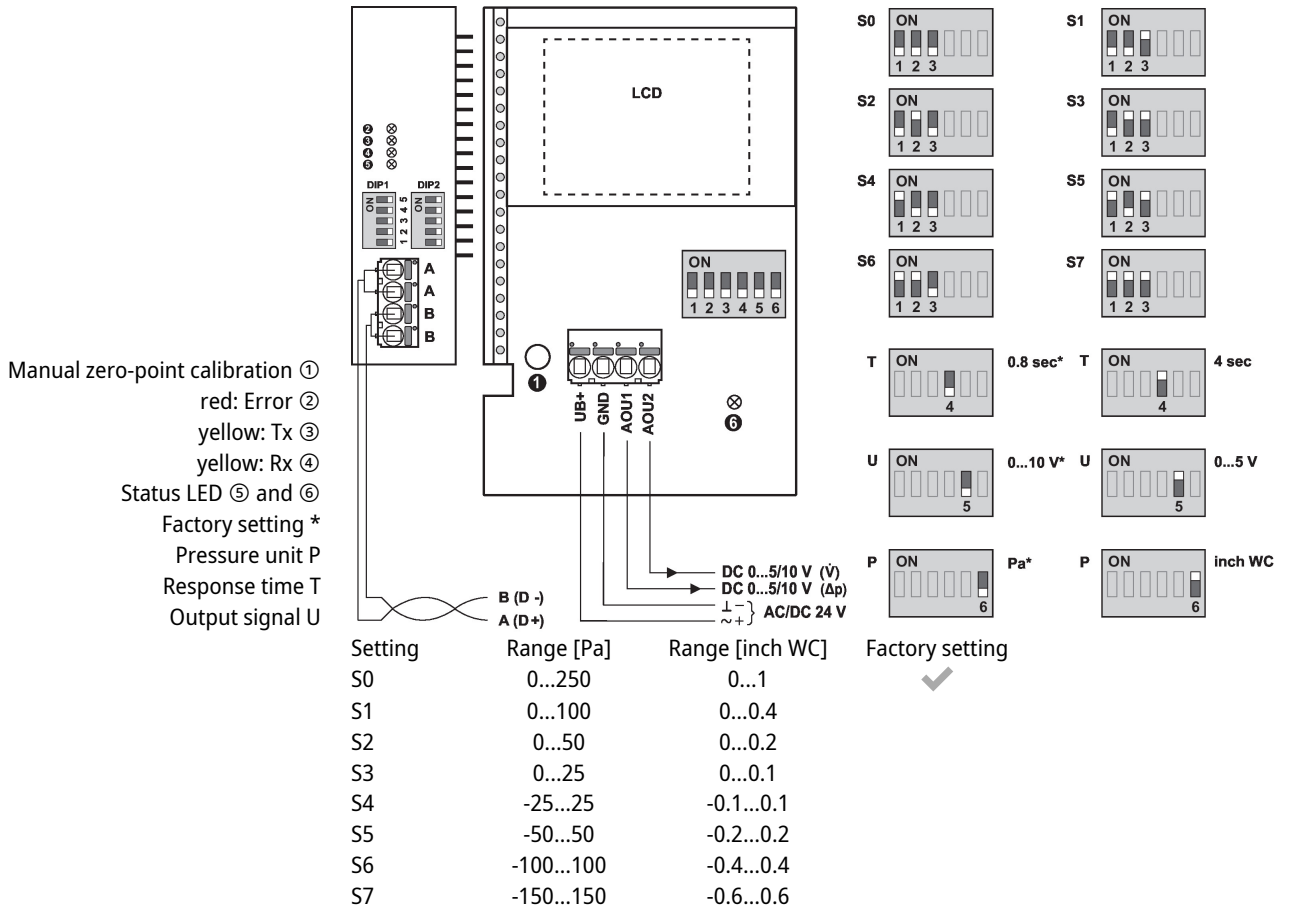 S0 ON
1 2 3
S1 ON
1 2 3
LCD
S2 ON
1 2 3
S3 ON
1 2 3
❷
❸
❹
❺
DIP1 DIP2
ON 1 2 3 4 5 ON
S4 ON
1 2 3
S5 ON
1 2 3
A
A
B
B
ON
1 2 3 4 5 6
S6 ON
1 2 3
S7 ON
1 2 3
❶
UB+
GND
AOU1
AOU2
❻
Manual zero-point calibration ①
red: Error ②
yellow: Tx ③
yellow: Rx ④
Status LED ⑤ and ⑥
Factory setting *
Pressure unit P
Response time T
Output signal U
T ON 0.8 sec*
4
T ON 4 sec
4
U ON 0...10 V*
5
U ON 0...5 V
5
P ON Pa*
6
P ON inch WC
6
DC 0...5/10 V (V̇)
DC 0...5/10 V (Δp)
⊥ −
~ + } AC/DC 24 V
B (D -)
A (D+)
Setting Range [Pa] Range [inch WC] Factory setting
S0 0...250 0...1 ✔
S1 0...100 0...0.4
S2 0...50 0...0.2
S3 0...25 0...0.1
S4 -25...25 -0.1...0.1
S5 -50...50 -0.2...0.2
S6 -100...100 -0.4...0.4
S7 -150...150 -0.6...0.6